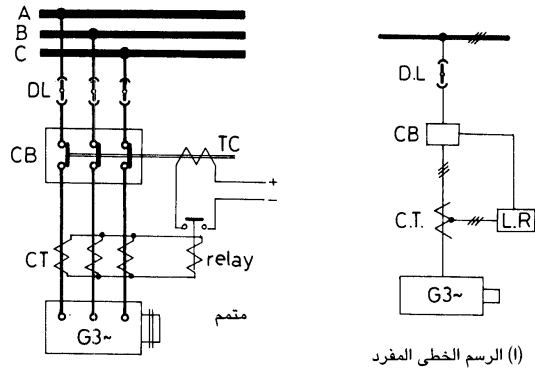 A
B
C
DL
CB
TC
+
−
CT
relay
G3~
متمم
D.L
CB
C.T.
L.R
G3~
(ا) الرسم الخطى المفرد